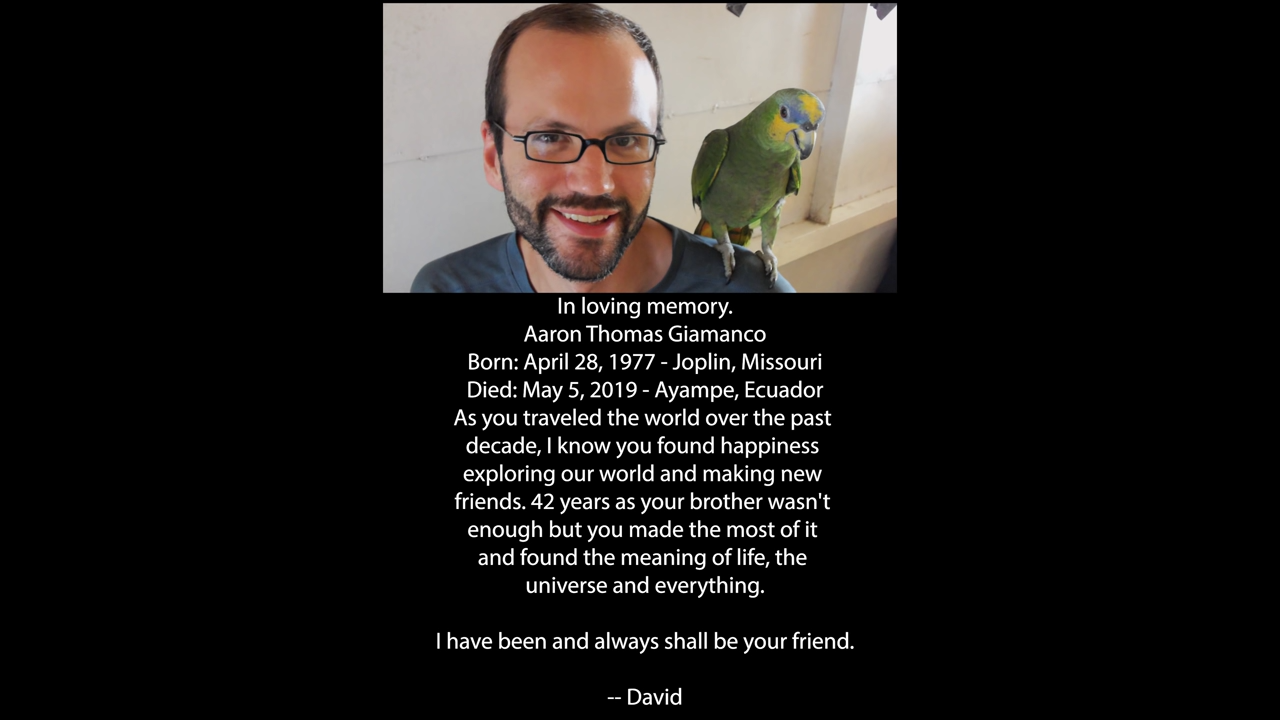 In loving memory.
Aaron Thomas Giamanco
Born: April 28, 1977 - Joplin, Missouri
Died: May 5, 2019 - Ayampe, Ecuador
As you traveled the world over the past
decade, I know you found happiness
exploring our world and making new
friends. 42 years as your brother wasn't
enough but you made the most of it
and found the meaning of life, the
universe and everything.
I have been and always shall be your friend.
-- David